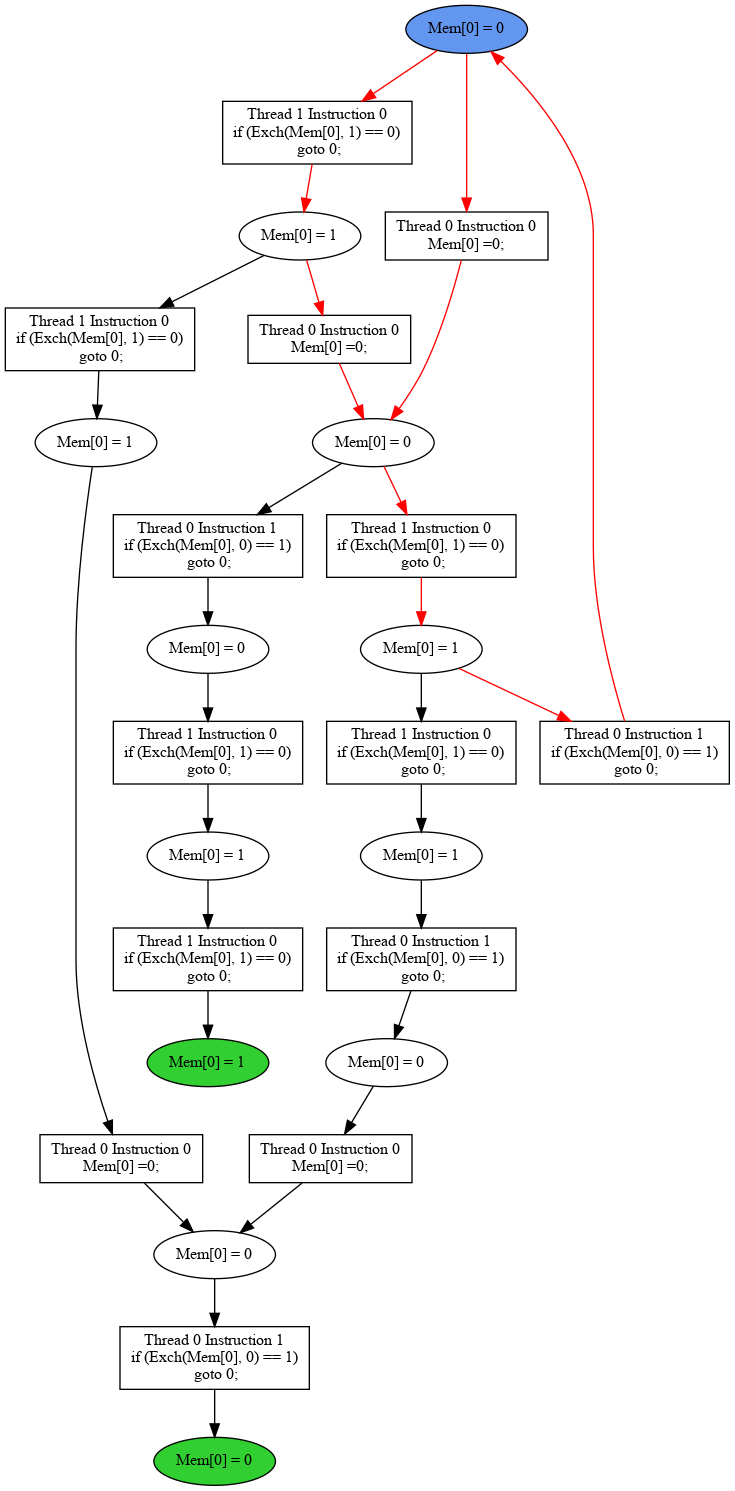 Mem[0] = 0
Thread 1 Instruction 0
if (Exch(Mem[0], 1) == 0)
goto 0;
Mem[0] = 1
Thread 0 Instruction 0
Mem[0] =0;
Thread 1 Instruction 0
if (Exch(Mem[0], 1) == 0)
goto 0;
Thread 0 Instruction 0
Mem[0] =0;
Mem[0] = 1
Mem[0] = 0
Thread 0 Instruction 1
if (Exch(Mem[0], 0) == 1)
goto 0;
Thread 1 Instruction 0
if (Exch(Mem[0], 1) == 0)
goto 0;
Mem[0] = 0
Mem[0] = 1
Thread 1 Instruction 0
if (Exch(Mem[0], 1) == 0)
goto 0;
Thread 1 Instruction 0
if (Exch(Mem[0], 1) == 0)
goto 0;
Thread 0 Instruction 1
if (Exch(Mem[0], 0) == 1)
goto 0;
Mem[0] = 1
Mem[0] = 1
Thread 1 Instruction 0
if (Exch(Mem[0], 1) == 0)
goto 0;
Thread 0 Instruction 1
if (Exch(Mem[0], 0) == 1)
goto 0;
Mem[0] = 1
Mem[0] = 0
Thread 0 Instruction 0
Mem[0] =0;
Thread 0 Instruction 0
Mem[0] =0;
Mem[0] = 0
Thread 0 Instruction 1
if (Exch(Mem[0], 0) == 1)
goto 0;
Mem[0] = 0